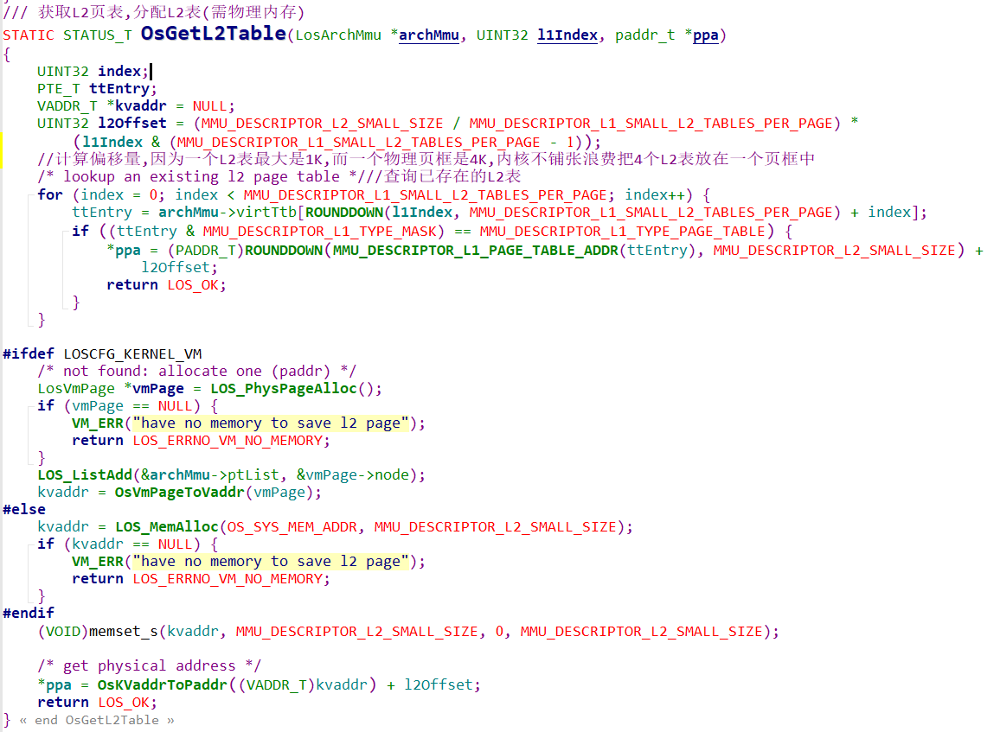 /// 获取L2页表,分配L2表(需物理内存)
STATIC STATUS_T OsGetL2Table(LosArchMmu *archMmu, UINT32 l1Index, paddr_t *ppa)
{
    UINT32 index;
    PTE_T ttEntry;
    VADDR_T *kvaddr = NULL;
    UINT32 l2Offset = (MMU_DESCRIPTOR_L2_SMALL_SIZE / MMU_DESCRIPTOR_L1_SMALL_L2_TABLES_PER_PAGE) *
        (l1Index & (MMU_DESCRIPTOR_L1_SMALL_L2_TABLES_PER_PAGE - 1));
    //计算偏移量,因为一个L2表最大是1K,而一个物理页框是4K,内核不铺张浪费把4个L2表放在一个页框中
    /* lookup an existing l2 page table *///查询已存在的L2表
    for (index = 0; index < MMU_DESCRIPTOR_L1_SMALL_L2_TABLES_PER_PAGE; index++) {
        ttEntry = archMmu->virtTtb[ROUNDDOWN(l1Index, MMU_DESCRIPTOR_L1_SMALL_L2_TABLES_PER_PAGE) + index];
        if ((ttEntry & MMU_DESCRIPTOR_L1_TYPE_MASK) == MMU_DESCRIPTOR_L1_TYPE_PAGE_TABLE) {
            *ppa = (PADDR_T)ROUNDDOWN(MMU_DESCRIPTOR_L1_PAGE_TABLE_ADDR(ttEntry), MMU_DESCRIPTOR_L2_SMALL_SIZE) +
                l2Offset;
            return LOS_OK;
        }
    }
#ifdef LOSCFG_KERNEL_VM
    /* not found: allocate one (paddr) */
    LosVmPage *vmPage = LOS_PhysPageAlloc();
    if (vmPage == NULL) {
        VM_ERR("have no memory to save l2 page");
        return LOS_ERRNO_VM_NO_MEMORY;
    }
    LOS_ListAdd(&archMmu->ptList, &vmPage->node);
    kvaddr = OsVmPageToVaddr(vmPage);
#else
    kvaddr = LOS_MemAlloc(OS_SYS_MEM_ADDR, MMU_DESCRIPTOR_L2_SMALL_SIZE);
    if (kvaddr == NULL) {
        VM_ERR("have no memory to save l2 page");
        return LOS_ERRNO_VM_NO_MEMORY;
    }
#endif
    (VOID)memset_s(kvaddr, MMU_DESCRIPTOR_L2_SMALL_SIZE, 0, MMU_DESCRIPTOR_L2_SMALL_SIZE);
    /* get physical address */
    *ppa = OsKVaddrToPaddr((VADDR_T)kvaddr) + l2Offset;
    return LOS_OK;
} « end OsGetL2Table »